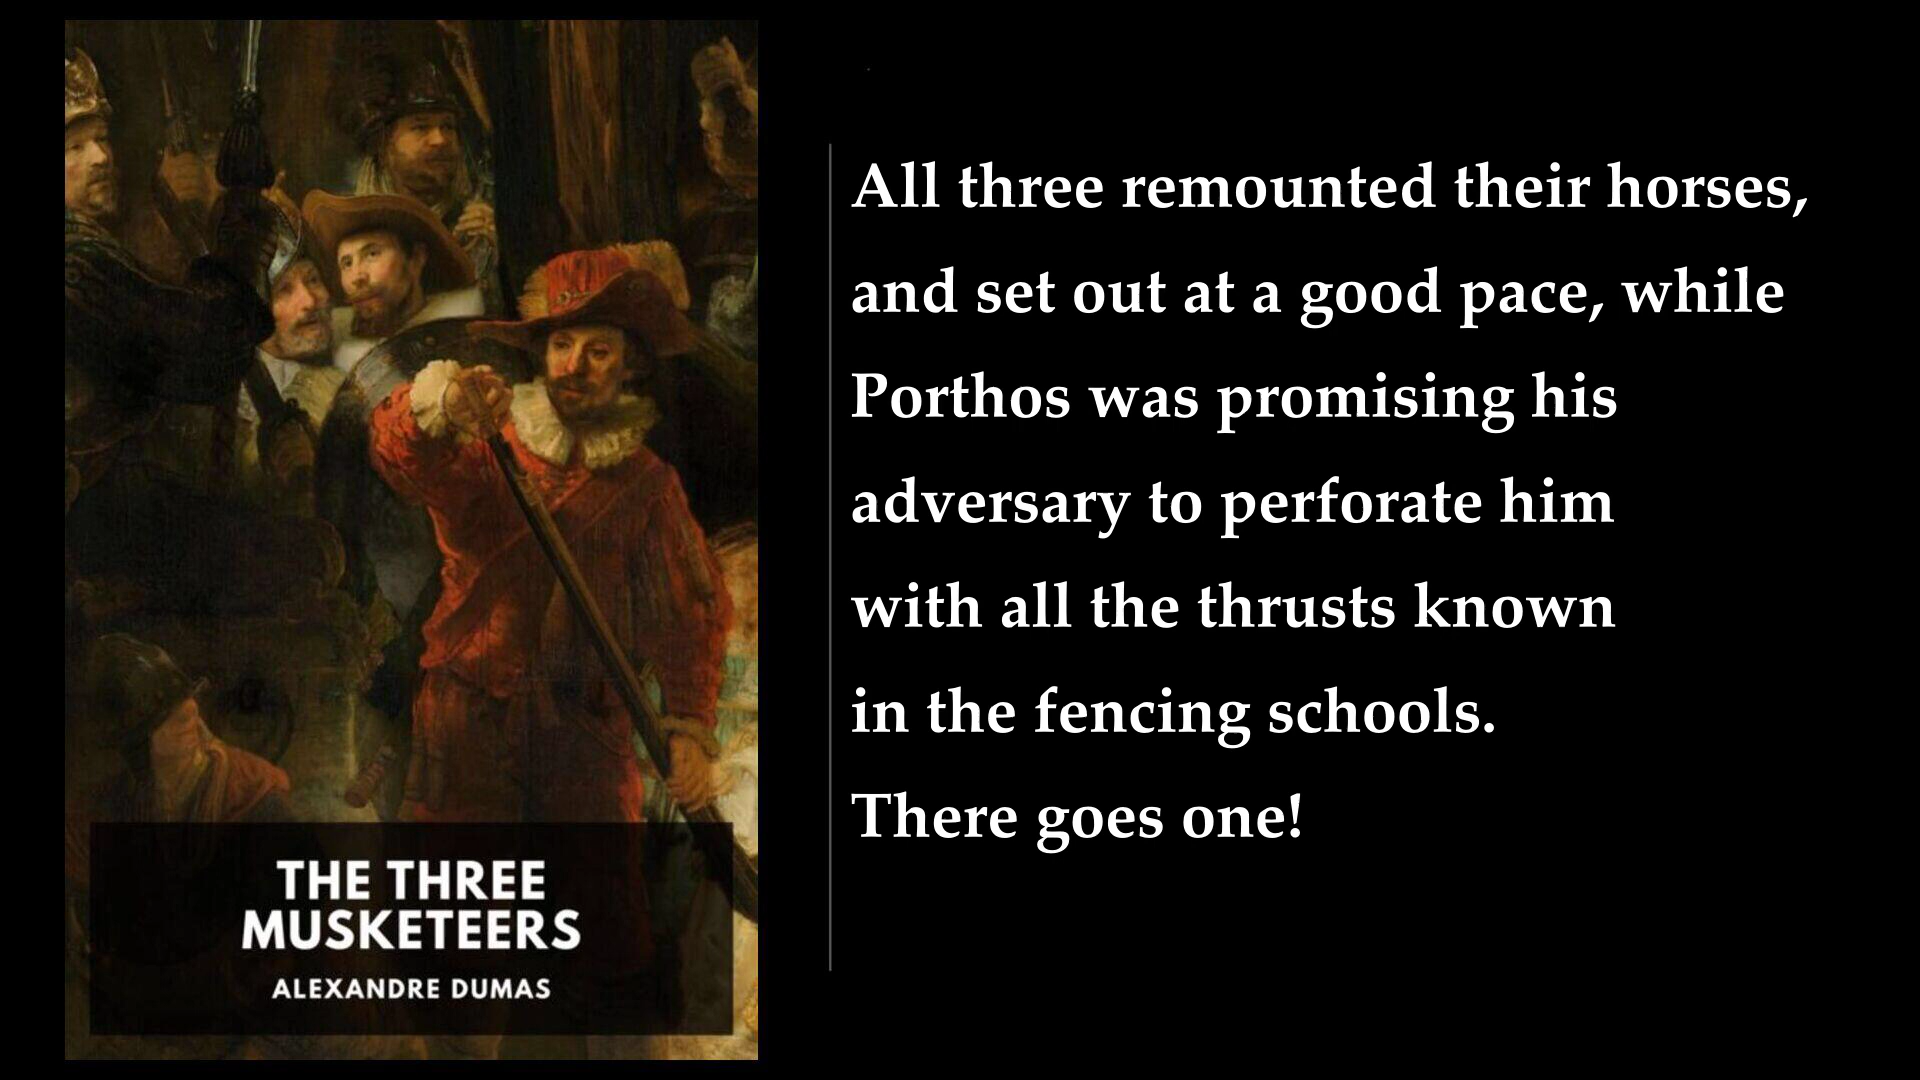 THE THREE
MUSKETEERS
ALEXANDRE DUMAS
All three remounted their horses,
and set out at a good pace, while
Porthos was promising his
adversary to perforate him
with all the thrusts known
in the fencing schools.
There goes one!